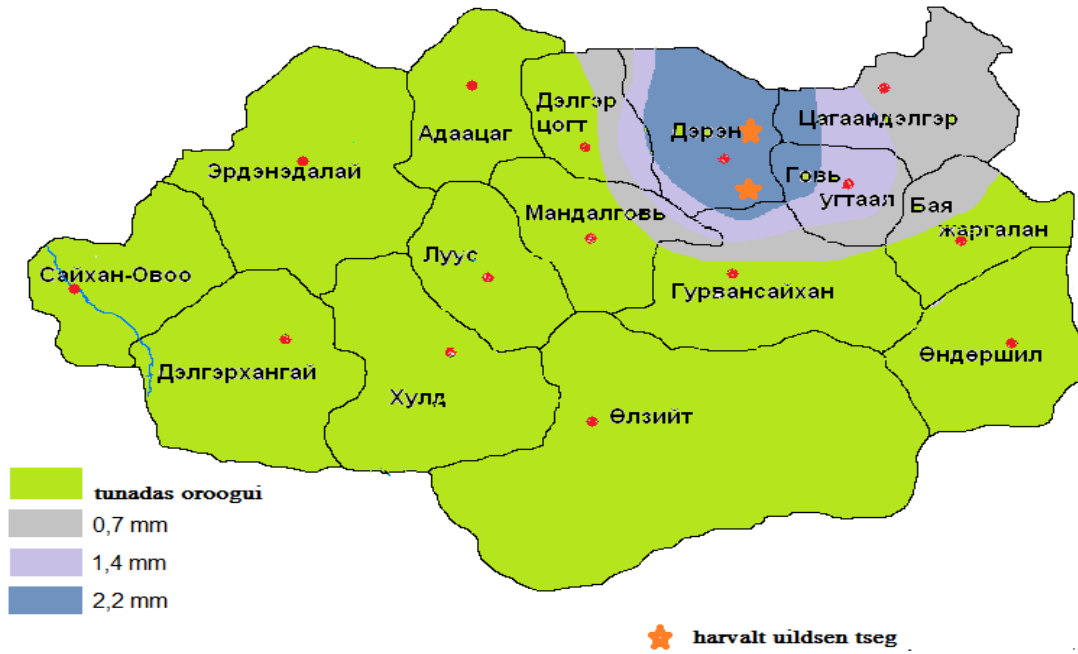 Дэлгэр
цогт
Дэрэн
Цагаандэлгэр
Адаацаг
Эрдэнэдалай
Говь
угтаал
Бая
жаргалан
Мандалговь
Луус
Сайхан-Овоо
Гурвансайхан
Өндөршил
Дэлгэрхангай
Хулд
Өлзийт
tunadas oroogui
0,7 mm
1,4 mm
2,2 mm
harvalt uildsen tseg